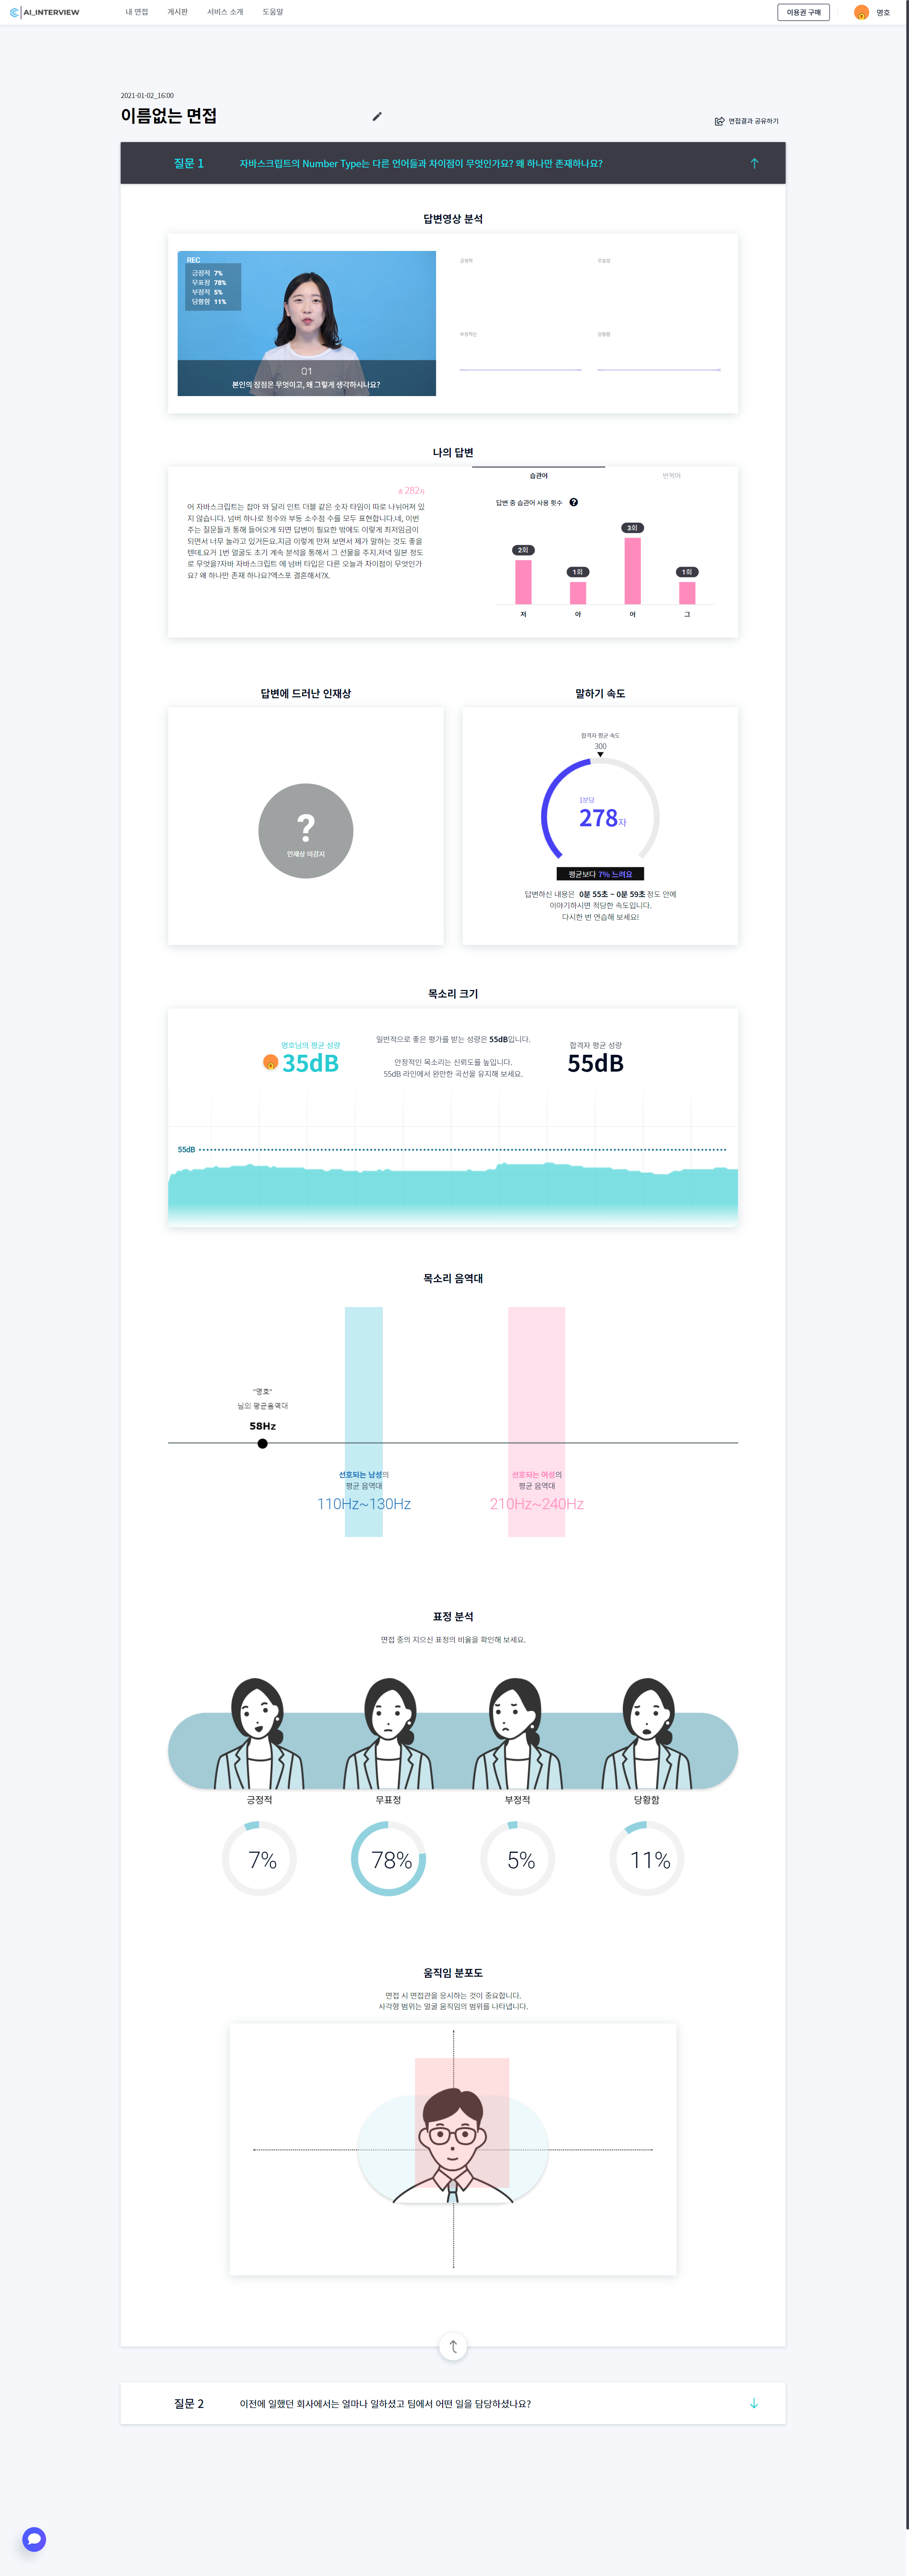 AI_INTERVIEW
내 면접
게시판
서비스 소개
도움말
이용권 구매
명호
2021-01-02_16:00
이름없는 면접
면접결과 공유하기
질문 1
자바스크립트의 Number Type는 다른 언어들과 차이점이 무엇인가요? 왜 하나만 존재하나요?
답변영상 분석
REC
긍정적 7%
무표정 78%
부정적 5%
당황함 11%
Q1
본인의 장점은 무엇이고, 왜 그렇게 생각하시나요?
긍정적
무표정
부정적인
당황함
나의 답변
총 282자
어 자바스크립트는 잡아 와 달리 인트 더블 같은 숫자 타입이 따로 나뉘어져 있
지 않습니다. 넘버 하나로 정수와 부동 소수점 수를 모두 표현합니다.네, 이번
주는 질문들과 통해 들어오게 되면 답변이 필요한 밖에도 이렇게 최저임금이
되면서 너무 놀라고 있거든요.지금 이렇게 만져 보면서 제가 말하는 것도 좋을
텐데.요거 1번 얼굴도 초기 계속 분석을 통해서 그 선물을 주지.저녁 일본 정도
로 무엇을?자바 자바스크립트 에 넘버 타입은 다른 오늘과 차이점이 무엇인가
요? 왜 하나만 존재 하나요?엑스포 결혼해서?X.
습관어
반복어
답변 중 습관어 사용 횟수
2회
1회
3회
1회
저
아
어
그
답변에 드러난 인재상
?
인재상 미감지
말하기 속도
합격자 평균 속도
300
1분당
278자
평균보다 7% 느려요
답변하신 내용은 0분 55초 ~ 0분 59초 정도 안에
이야기하시면 적당한 속도입니다.
다시한 번 연습해 보세요!
목소리 크기
명호님의 평균 성량
35dB
일반적으로 좋은 평가를 받는 성량은 55dB입니다.
안정적인 목소리는 신뢰도를 높입니다.
55dB 라인에서 완만한 곡선을 유지해 보세요.
합격자 평균 성량
55dB
55dB
목소리 음역대
"명호"
님의 평균음역대
58Hz
선호되는 남성의
평균 음역대
110Hz~130Hz
선호되는 여성의
평균 음역대
210Hz~240Hz
표정 분석
면접 중의 지으신 표정의 비율을 확인해 보세요.
긍정적
무표정
부정적
당황함
7%
78%
5%
11%
움직임 분포도
면접 시 면접관을 응시하는 것이 중요합니다.
사각형 범위는 얼굴 움직임의 범위를 나타냅니다.
질문 2
이전에 일했던 회사에서는 얼마나 일하셨고 팀에서 어떤 일을 담당하셨나요?